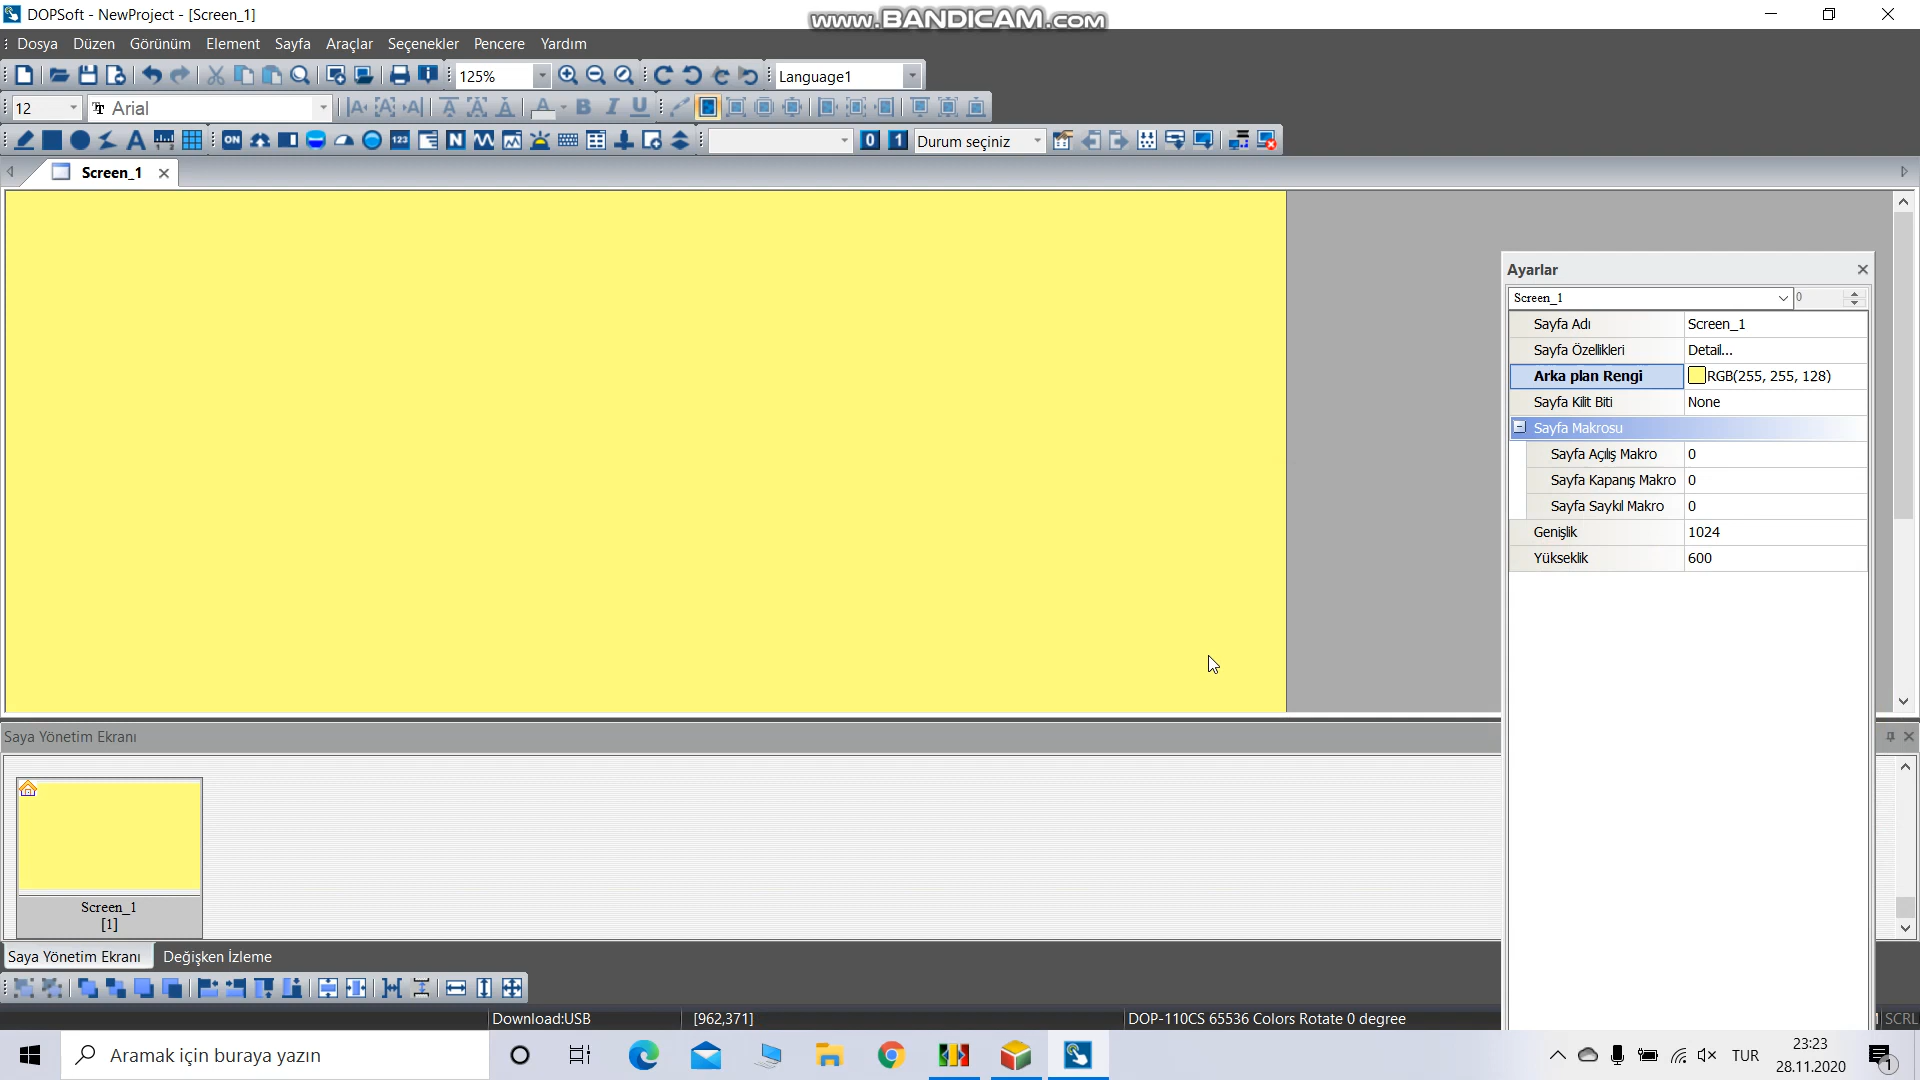 DOPSoft - NewProject - [Screen_1]
www.BANDICAM.com
Dosya Düzen Görünüm Element Sayfa Araçlar Seçenekler Pencere Yardım
125%
Language1
12
Arial
Durum seçiniz
Screen_1
Ayarlar
Screen_1
0
Sayfa Adı Screen_1
Sayfa Özellikleri Detail...
Arka plan Rengi RGB(255, 255, 128)
Sayfa Kilit Biti None
Sayfa Makrosu
Sayfa Açılış Makro 0
Sayfa Kapanış Makro 0
Sayfa Saykıl Makro 0
Genişlik 1024
Yükseklik 600
Saya Yönetim Ekranı
Screen_1
[1]
Saya Yönetim Ekranı Değişken İzleme
Download:USB [962,371] DOP-110CS 65536 Colors Rotate 0 degree SCRL
Aramak için buraya yazın
TUR
23:23
28.11.2020
1